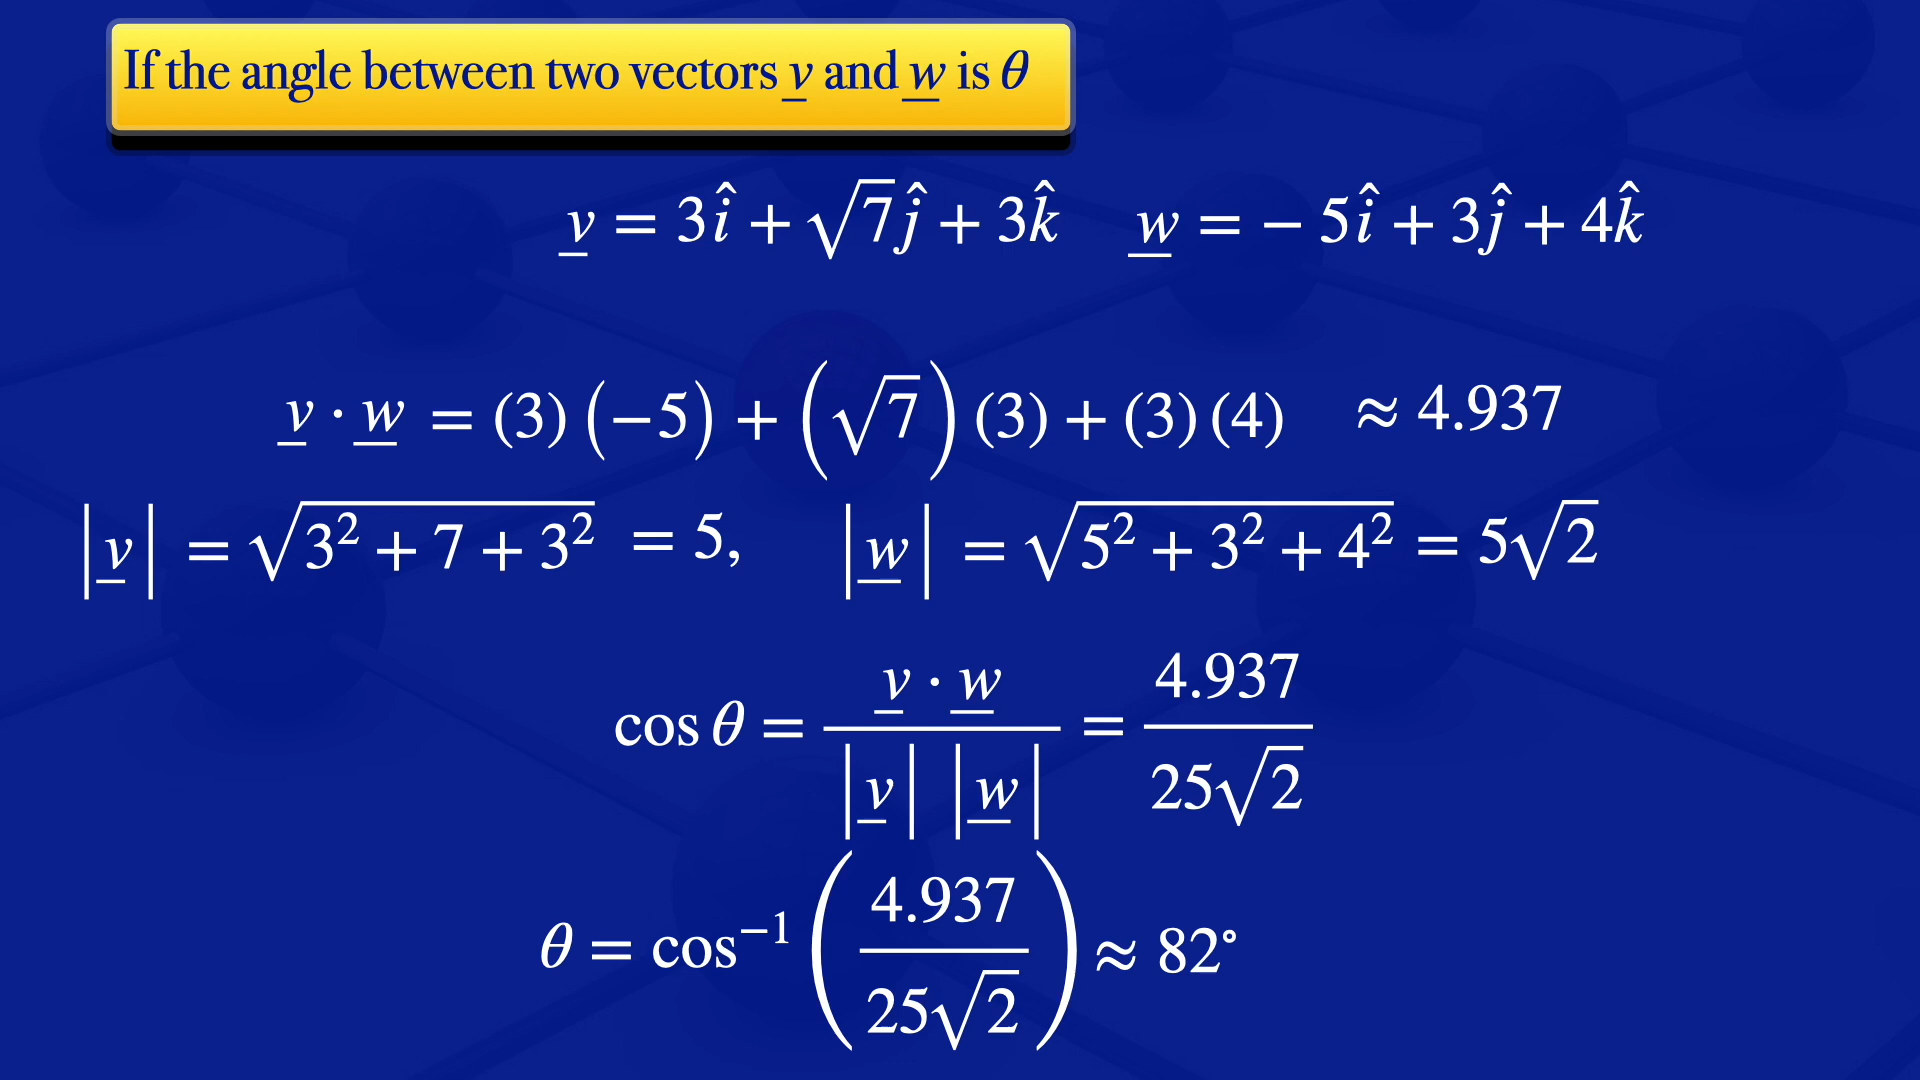 If the angle between two vectors v and w is θ
v = 3î + √7ĵ + 3k̂   w = − 5î + 3ĵ + 4k̂
v · w = (3) (−5) + (√7) (3) + (3) (4) ≈ 4.937
|v| = √(3² + 7 + 3²) = 5,   |w| = √(5² + 3² + 4²) = 5√2
cos θ = (v · w)/(|v| |w|) = 4.937/(25√2)
θ = cos⁻¹ (4.937/(25√2)) ≈ 82°